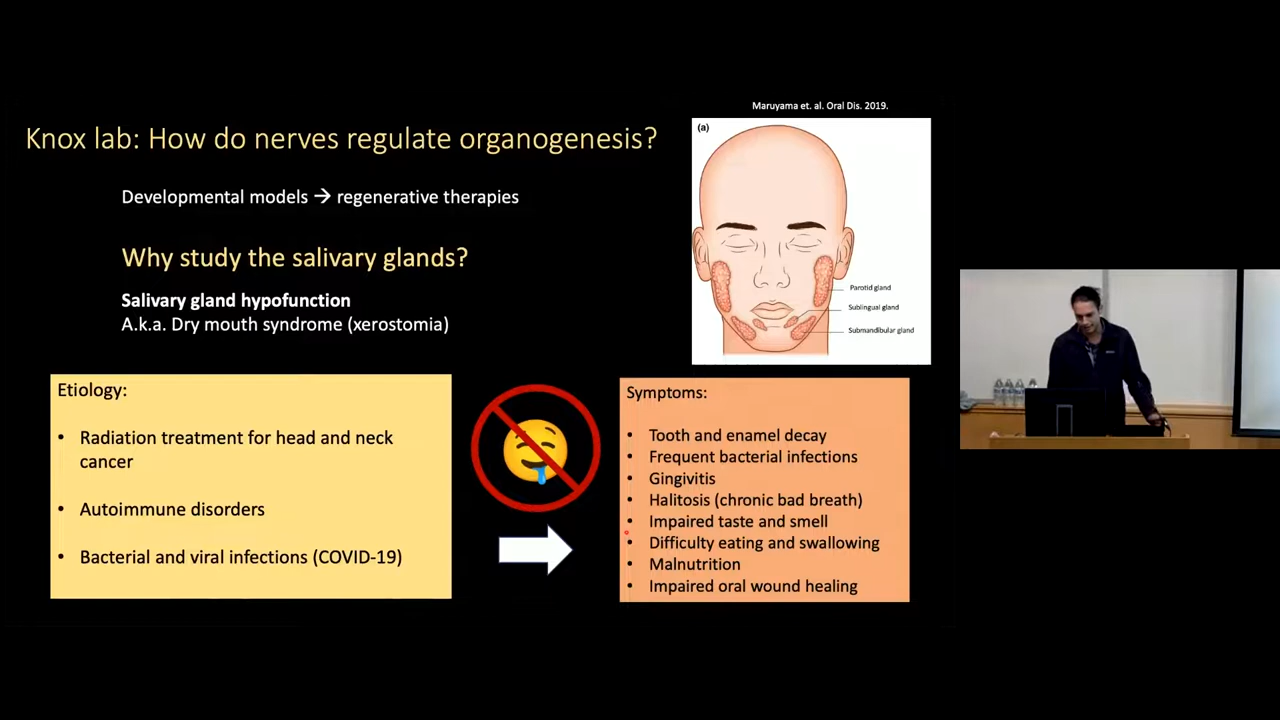 Maruyama et. al. Oral Dis. 2019.
Knox lab: How do nerves regulate organogenesis?
Developmental models → regenerative therapies
Why study the salivary glands?
Salivary gland hypofunction
A.k.a. Dry mouth syndrome (xerostomia)
(a)
Parotid gland
Sublingual gland
Submandibular gland
Etiology:
• Radiation treatment for head and neck
cancer
• Autoimmune disorders
• Bacterial and viral infections (COVID-19)
Symptoms:
• Tooth and enamel decay
• Frequent bacterial infections
• Gingivitis
• Halitosis (chronic bad breath)
• Impaired taste and smell
• Difficulty eating and swallowing
• Malnutrition
• Impaired oral wound healing